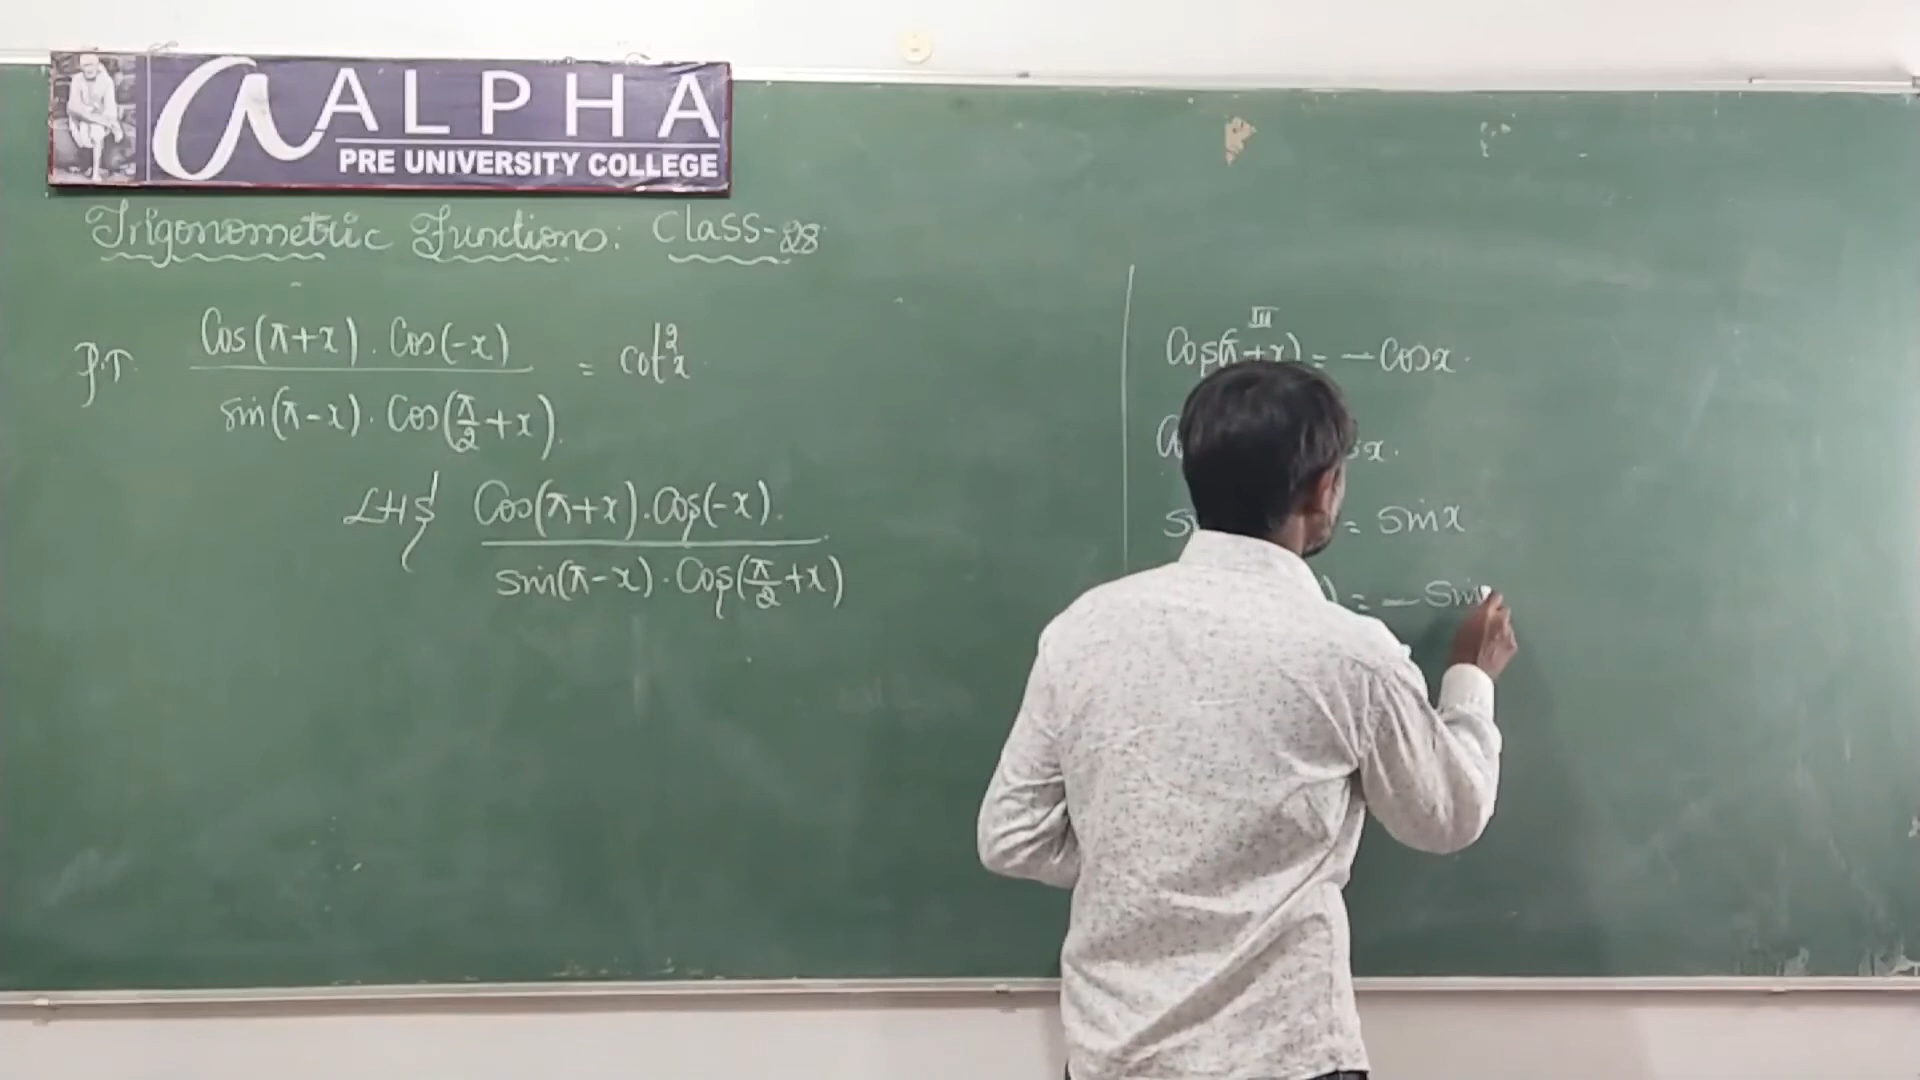 a ALPHA
PRE UNIVERSITY COLLEGE
Trigonometric Functions: Class-28
P.T. Cos(π+x) . Cos(-x) / sin(π-x) . Cos(π/2+x) = cot²x
LHS Cos(π+x) . Cos(-x) / sin(π-x) . Cos(π/2+x)
III
Cos(π+x) = -Cosx.
x.
= sinx
) = - Sin